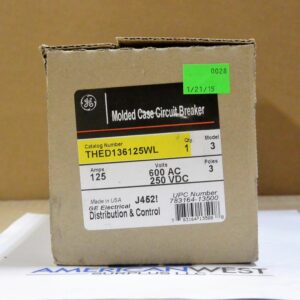 0028
1/21/15
GE
Molded Case Circuit Breaker
Catalog Number Qty. Model
THED136125WL 1 3
Amps Volts Poles
125 600 AC 3
250 VDC
Made in USA J452! UPC Number
GE Electrical 783164-13500
Distribution & Control
AMERICAN WEST
SURPLUS LLC